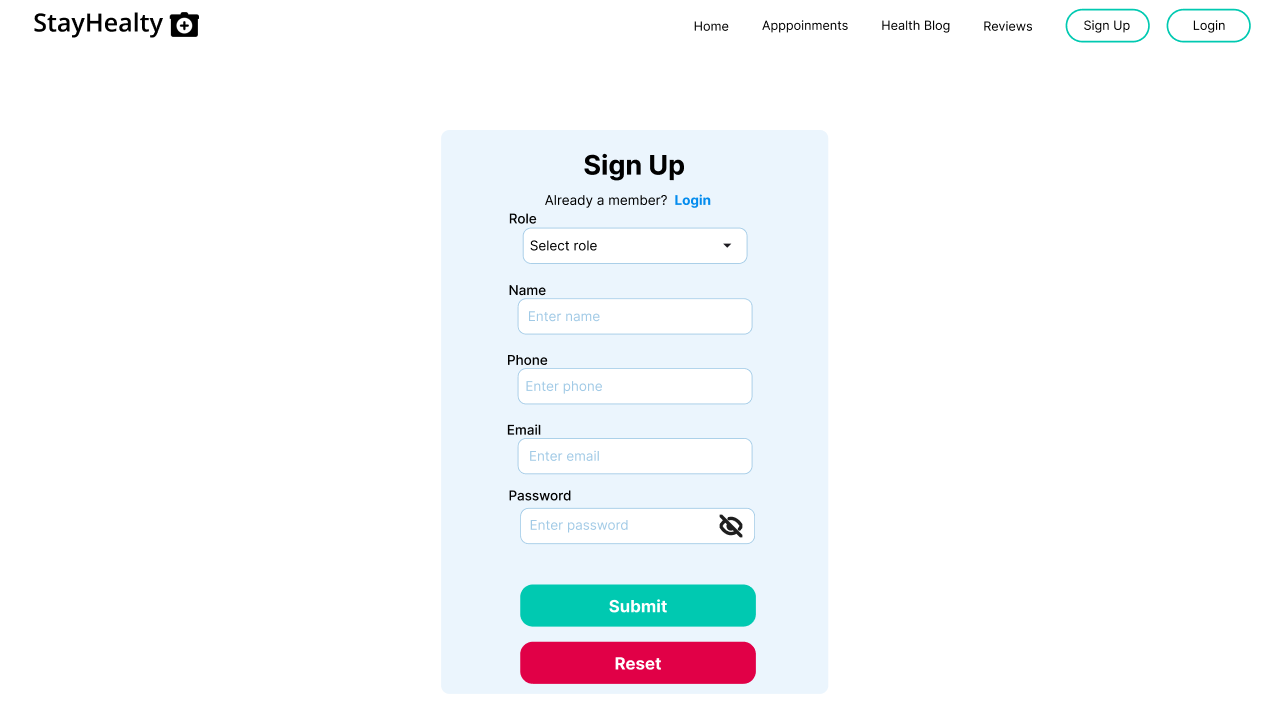 StayHealty
Home Apppoinments Health Blog Reviews Sign Up Login
Sign Up
Already a member? Login
Role
Select role
Name
Enter name
Phone
Enter phone
Email
Enter email
Password
Enter password
Submit
Reset